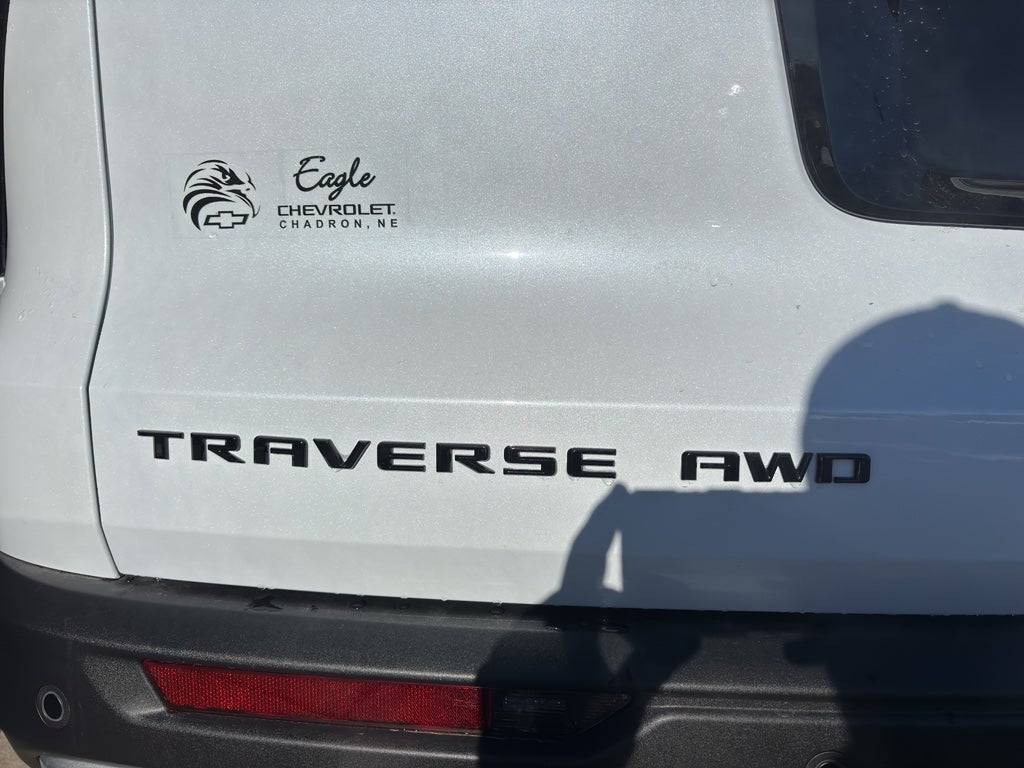 Eagle
CHEVROLET
CHADRON, NE
TRAVERSE AWD